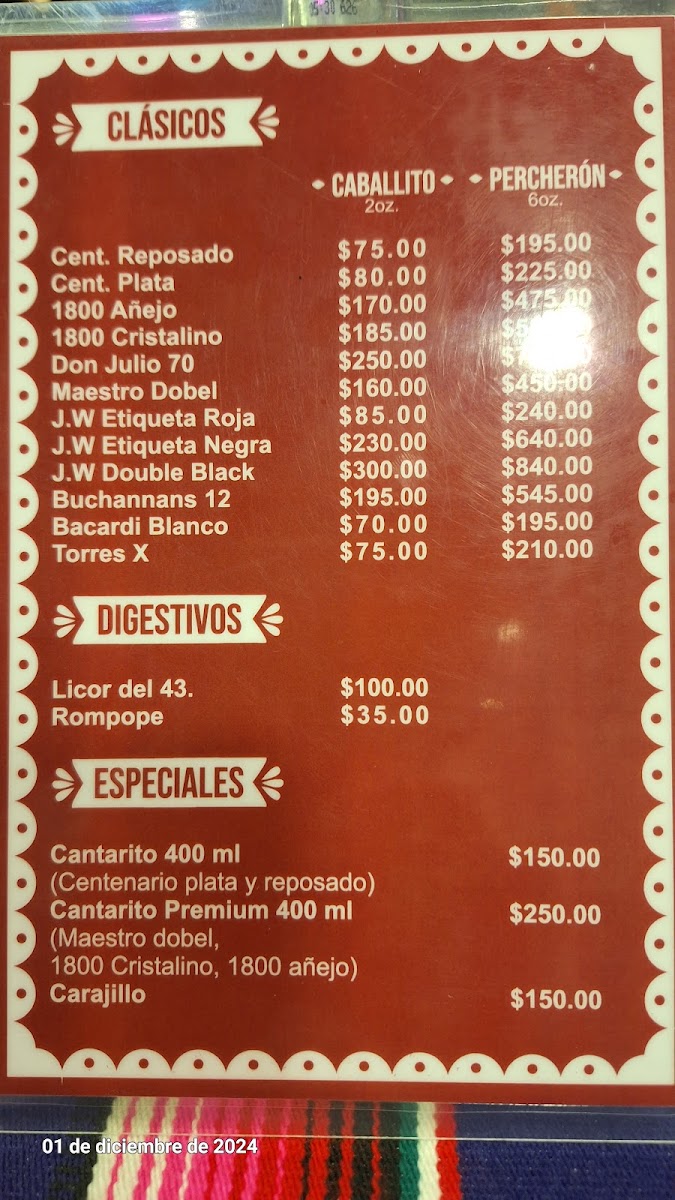 CLÁSICOS
CABALLITO PERCHERÓN
2oz. 6oz.
Cent. Reposado $75.00 $195.00
Cent. Plata $80.00 $225.00
1800 Añejo $170.00 $475.00
1800 Cristalino $185.00
Don Julio 70 $250.00
Maestro Dobel $160.00 $450.00
J.W Etiqueta Roja $85.00 $240.00
J.W Etiqueta Negra $230.00 $640.00
J.W Double Black $300.00 $840.00
Buchannans 12 $195.00 $545.00
Bacardi Blanco $70.00 $195.00
Torres X $75.00 $210.00
DIGESTIVOS
Licor del 43. $100.00
Rompope $35.00
ESPECIALES
Cantarito 400 ml $150.00
(Centenario plata y reposado)
Cantarito Premium 400 ml $250.00
(Maestro dobel,
1800 Cristalino, 1800 añejo)
Carajillo $150.00
01 de diciembre de 2024